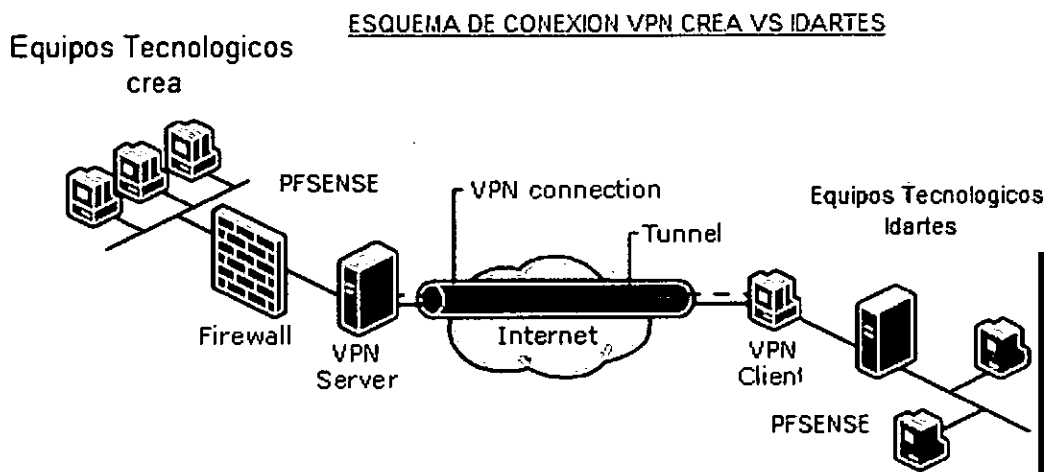 ESQUEMA DE CONEXION VPN CREA VS IDARTES
Equipos Tecnologicos
crea
PFSENSE
VPN connection
Tunnel
Equipos Tecnologicos
Idartes
Firewall
VPN
Server
Internet
VPN
Client
PFSENSE